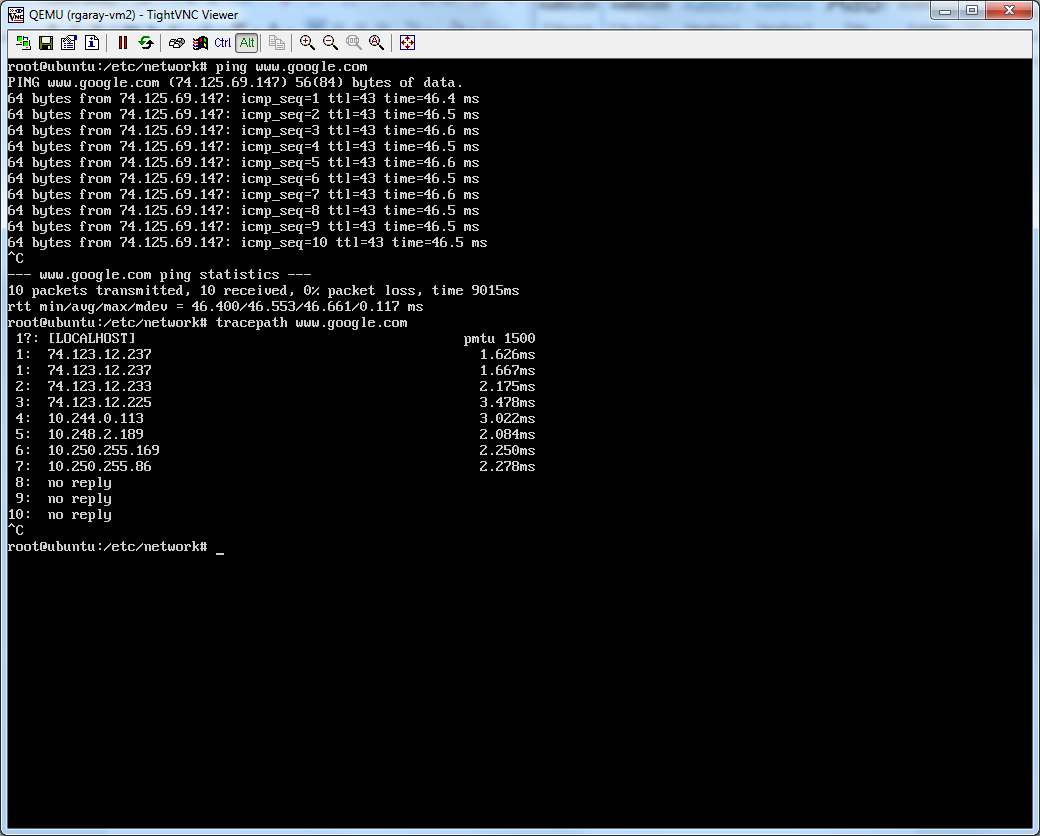 QEMU (rgaray-vm2) - TightVNC Viewer
Ctrl Alt
root@ubuntu:/etc/network# ping www.google.com
PING www.google.com (74.125.69.147) 56(84) bytes of data.
64 bytes from 74.125.69.147: icmp_seq=1 ttl=43 time=46.4 ms
64 bytes from 74.125.69.147: icmp_seq=2 ttl=43 time=46.5 ms
64 bytes from 74.125.69.147: icmp_seq=3 ttl=43 time=46.6 ms
64 bytes from 74.125.69.147: icmp_seq=4 ttl=43 time=46.5 ms
64 bytes from 74.125.69.147: icmp_seq=5 ttl=43 time=46.6 ms
64 bytes from 74.125.69.147: icmp_seq=6 ttl=43 time=46.5 ms
64 bytes from 74.125.69.147: icmp_seq=7 ttl=43 time=46.6 ms
64 bytes from 74.125.69.147: icmp_seq=8 ttl=43 time=46.5 ms
64 bytes from 74.125.69.147: icmp_seq=9 ttl=43 time=46.5 ms
64 bytes from 74.125.69.147: icmp_seq=10 ttl=43 time=46.5 ms
^C
--- www.google.com ping statistics ---
10 packets transmitted, 10 received, 0% packet loss, time 9015ms
rtt min/avg/max/mdev = 46.400/46.553/46.661/0.117 ms
root@ubuntu:/etc/network# tracepath www.google.com
 1?: [LOCALHOST]                                         pmtu 1500
 1:  74.123.12.237                                         1.626ms
 1:  74.123.12.237                                         1.667ms
 2:  74.123.12.233                                         2.175ms
 3:  74.123.12.225                                         3.478ms
 4:  10.244.0.113                                          3.022ms
 5:  10.248.2.189                                          2.084ms
 6:  10.250.255.169                                        2.250ms
 7:  10.250.255.86                                         2.278ms
 8:  no reply
 9:  no reply
10:  no reply
^C
root@ubuntu:/etc/network# _